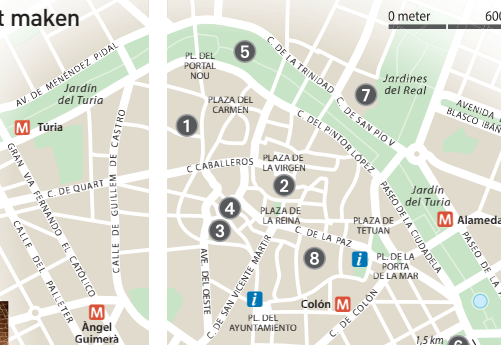 t maken
AV. DE MENÉNDEZ PIDAL
Jardín
del Turia
M Túria
GRAN VIA FERNANDO EL CATÓLICO
C. DE QUART
CALLE DE GUILLEM DE CASTRO
CALLE DEL PALLETER
M
Àngel
Guimerà
0 meter 600
PL. DEL
PORTAL
NOU
5
C. DE LA TRINIDAD
C. DE SAN PIO V
7
Jardines
del Real
AVENIDA
BLASCO IBÁÑ
PLAZA DEL
CARMEN
1
C. DEL PINTOR LÓPEZ
C CABALLEROS
PLAZA DE
LA VIRGEN
2
Jardín
del Turia
4
3
PLAZA DE
LA REINA
PLAZA DE
TETUAN
PASEO DE LA CIUDADELA
M Alameda
C. DE LA PAZ
8
i
PL. DE LA
PORTA
DE LA MAR
PASEO DE LA
AVE. DEL OESTE
C. DE SAN VICENTE MARTIR
i
PL. DEL
AYUNTAMIENTO
Colón M
C. DE COLÓN
1,5 km
6